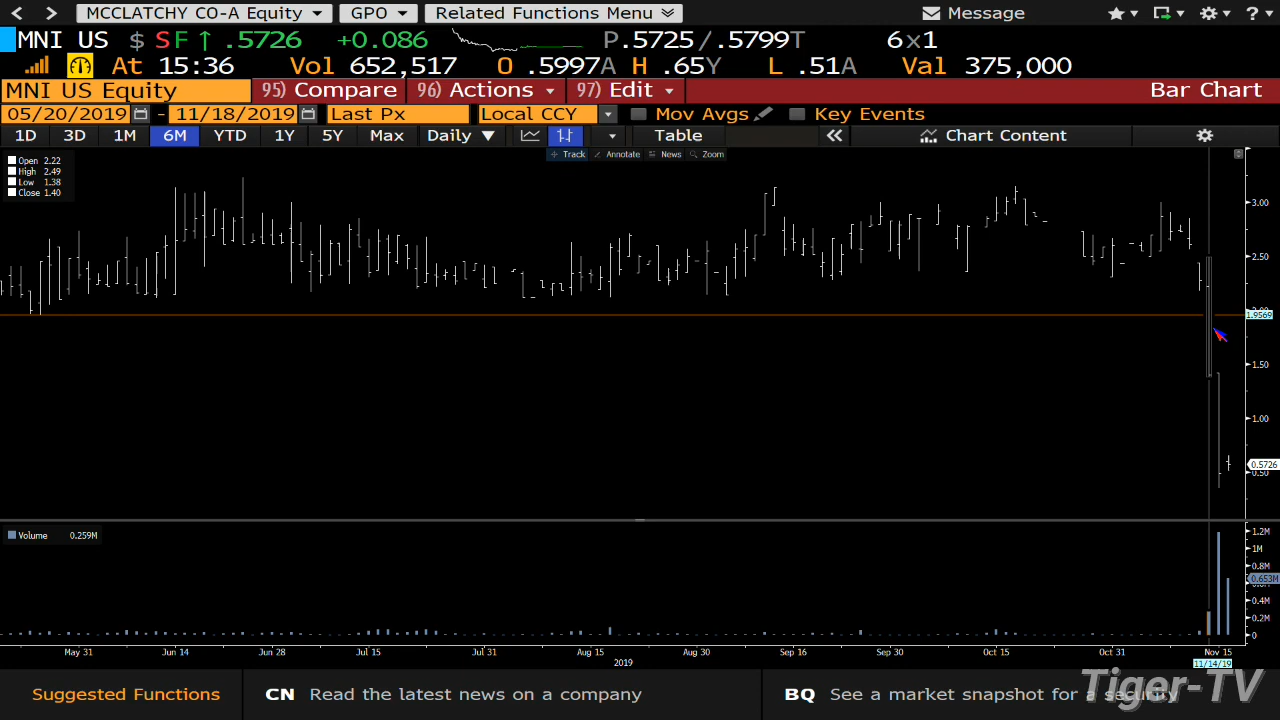 MCCLATCHY CO-A Equity GPO Related Functions Menu Message
MNI US $ SF ↑ .5726 +0.086 P.5725/.5799T 6x1
At 15:36 Vol 652,517 O .5997A H .65Y L .51A Val 375,000
MNI US Equity 95) Compare 96) Actions 97) Edit Bar Chart
05/20/2019 - 11/18/2019 Last Px Local CCY Mov Avgs Key Events
1D 3D 1M 6M YTD 1Y 5Y Max Daily ▼ Table « Chart Content
Track Annotate News Zoom
Open 2.22
High 2.49
Low 1.38
Close 1.40
3.00
2.50
1.9569
1.50
1.00
0.5726
0.50
Volume 0.259M
1.2M
1M
0.8M
0.653M
0.4M
0.2M
0
May 31 Jun 14 Jun 28 Jul 15 Jul 31 Aug 15 Aug 30 Sep 16 Sep 30 Oct 15 Oct 31 Nov 15
2019 11/14/19
Suggested Functions CN Read the latest news on a company BQ See a market snapshot for a security
Tiger-TV